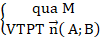 qua M
VTPT n⃗( A; B)